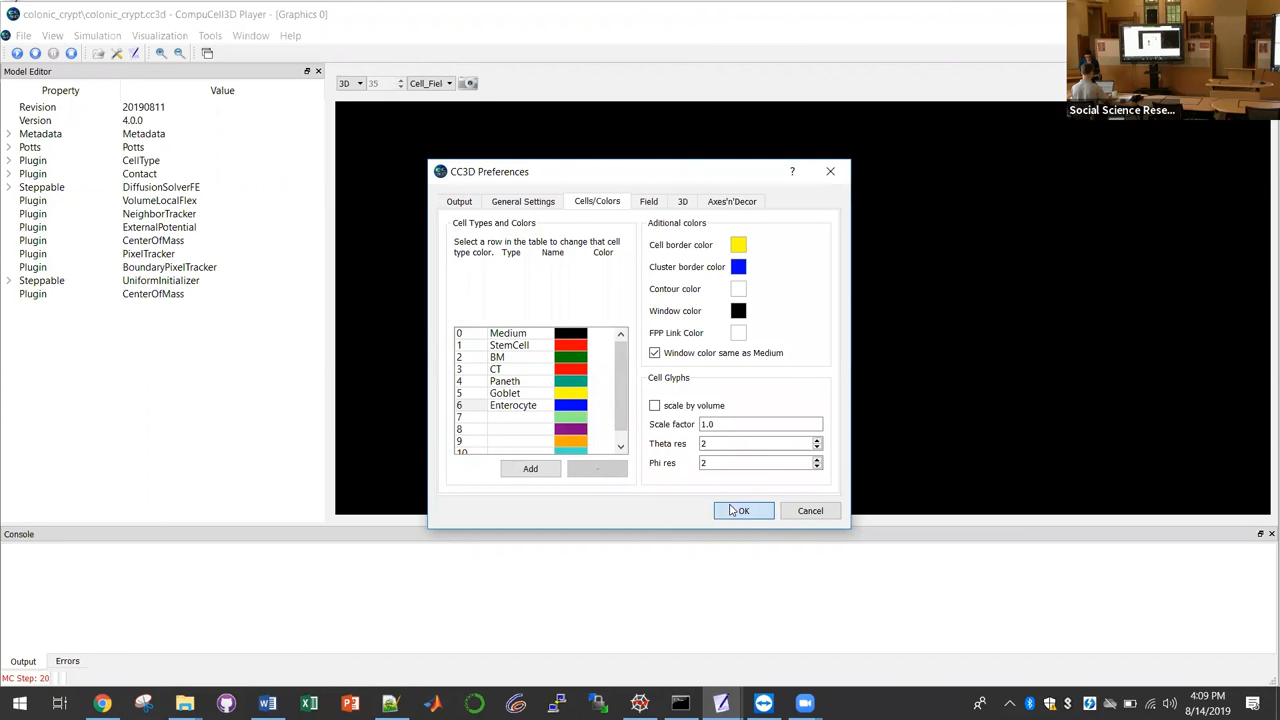 colonic_crypt\colonic_crypt.cc3d - CompuCell3D Player - [Graphics 0]
File View Simulation Visualization Tools Window Help
Model Editor
Property Value
Revision 20190811
Version 4.0.0
Metadata Metadata
Potts Potts
Plugin CellType
Plugin Contact
Steppable DiffusionSolverFE
Plugin VolumeLocalFlex
Plugin NeighborTracker
Plugin ExternalPotential
Plugin CenterOfMass
Plugin PixelTracker
Plugin BoundaryPixelTracker
Steppable UniformInitializer
Plugin CenterOfMass
3D 35 Cell_Fiel
Social Science Rese...
CC3D Preferences
Output General Settings Cells/Colors Field 3D Axes'n'Decor
Cell Types and Colors
Select a row in the table to change that cell
type color. Type Name Color
0 Medium
1 StemCell
2 BM
3 CT
4 Paneth
5 Goblet
6 Enterocyte
7
8
9
10
Add -
Aditional colors
Cell border color
Cluster border color
Contour color
Window color
FPP Link Color
Window color same as Medium
Cell Glyphs
scale by volume
Scale factor 1.0
Theta res 2
Phi res 2
OK Cancel
Console
Output Errors
MC Step: 20
4:09 PM
8/14/2019